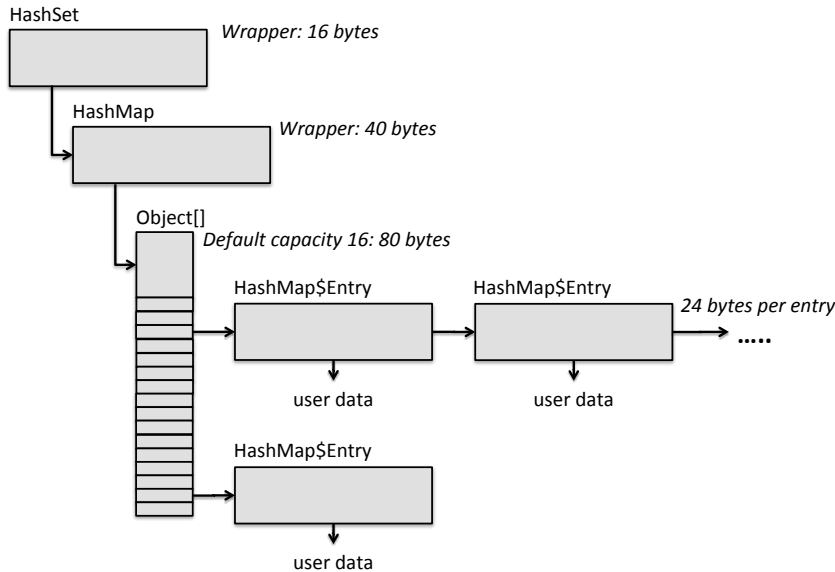 HashSet
Wrapper: 16 bytes
HashMap
Wrapper: 40 bytes
Object[]
Default capacity 16: 80 bytes
HashMap$Entry
HashMap$Entry
24 bytes per entry
.....
user data
user data
HashMap$Entry
user data